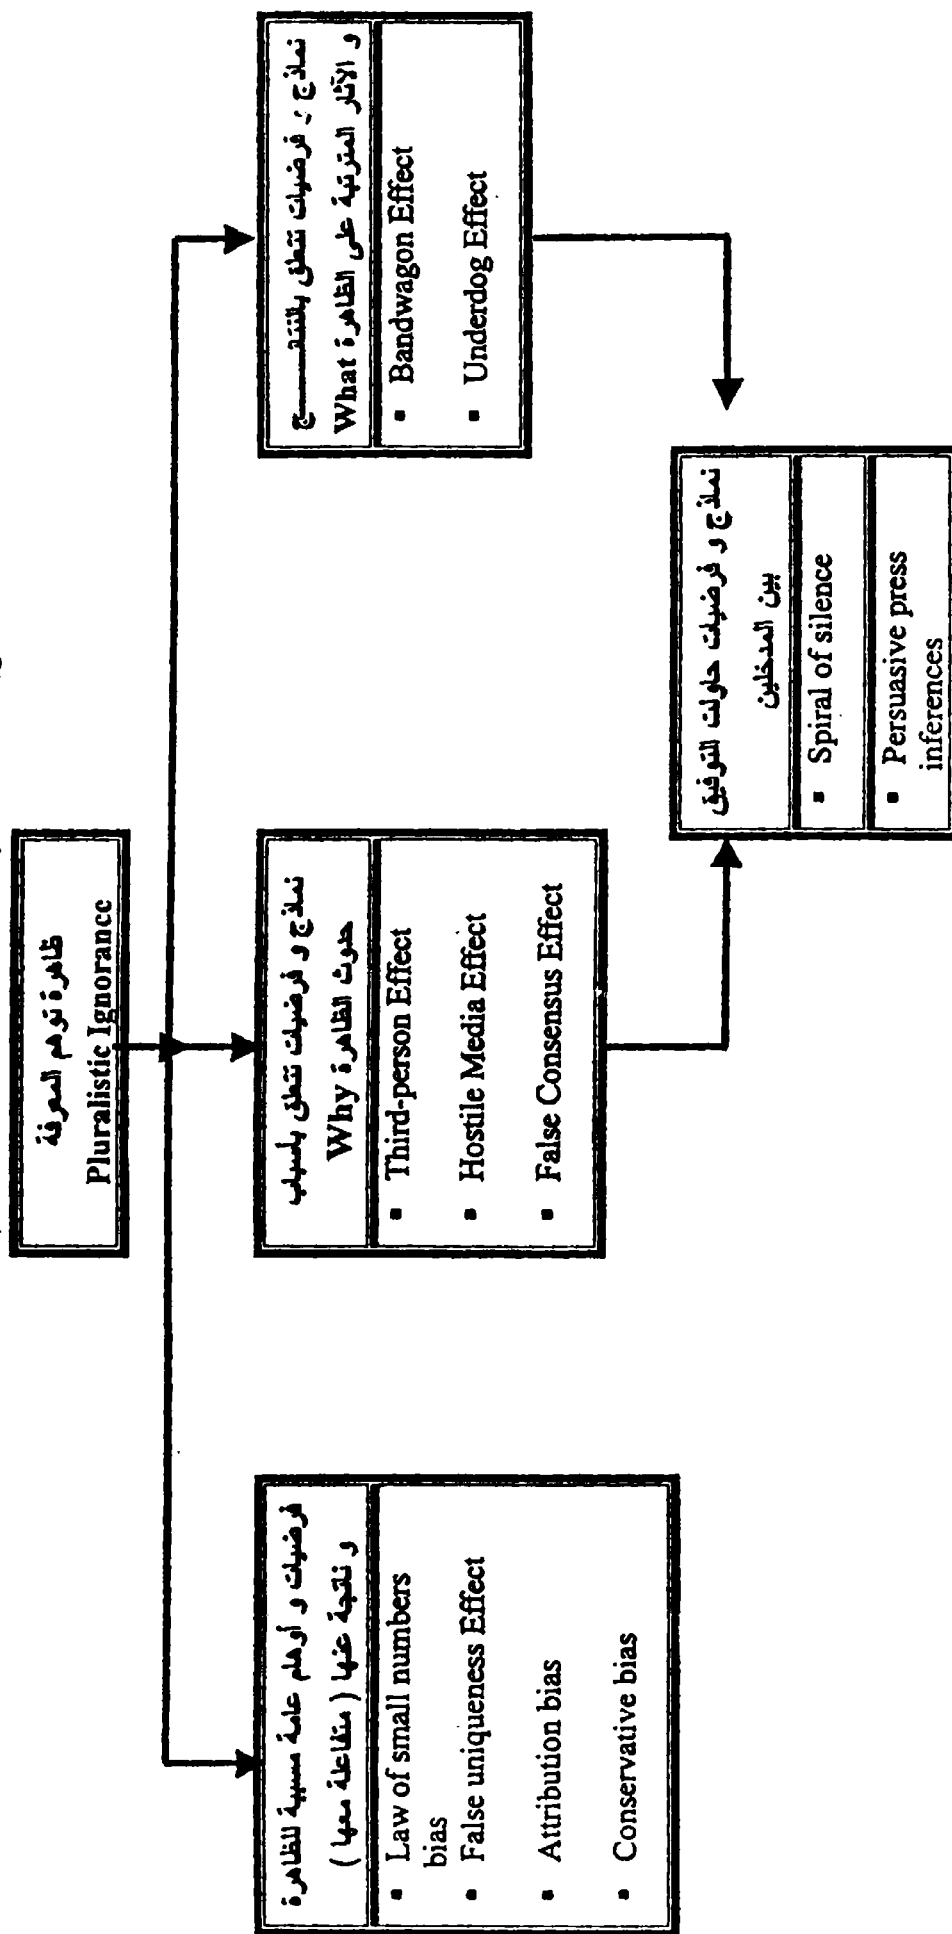 ظاهرة توهم المعرفة
Pluralistic Ignorance
فرضيات و أوهام عامة مسببة للظاهرة
و ناتجة عنها ( متفاعلة معها )
▪ Law of small numbers
bias
▪ False uniqueness Effect
▪ Attribution bias
▪ Conservative bias
نماذج و فرضيات تتعلق بأسباب
حدوث الظاهرة Why
▪ Third-person Effect
▪ Hostile Media Effect
▪ False Consensus Effect
نماذج و فرضيات تتعلق بالنتائج
و الآثار المترتبة على الظاهرة What
▪ Bandwagon Effect
▪ Underdog Effect
نماذج و فرضيات حاولت التوفيق
بين المدخلين
▪ Spiral of silence
▪ Persuasive press
inferences